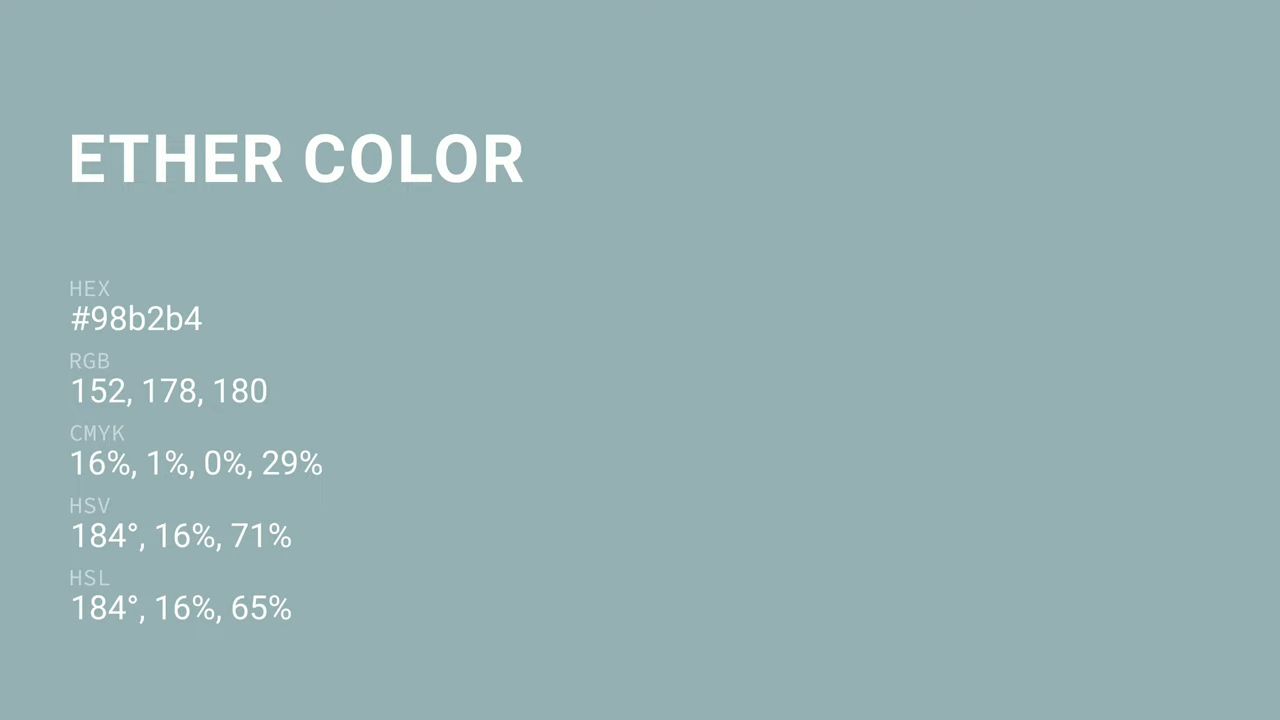 ETHER COLOR
HEX
#98b2b4
RGB
152, 178, 180
CMYK
16%, 1%, 0%, 29%
HSV
184°, 16%, 71%
HSL
184°, 16%, 65%